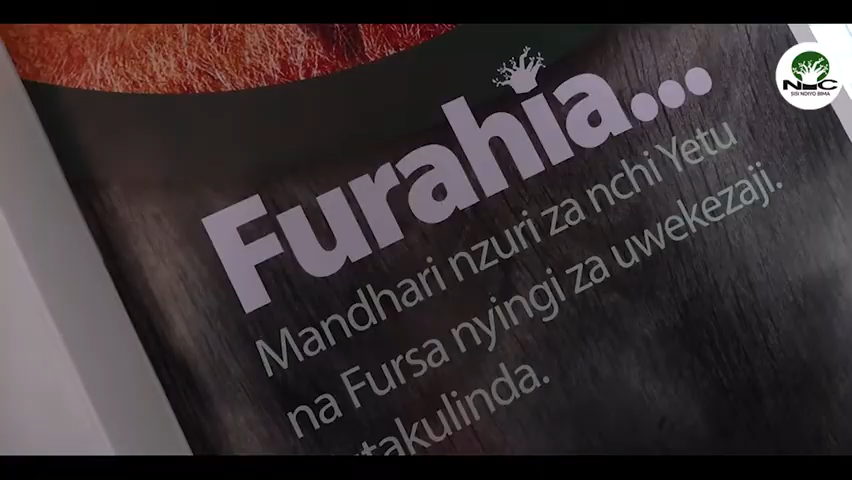 Furahia...
Mandhari nzuri za nchi Yetu
na Fursa nyingi za uwekezaji.
takulinda.
NIC
SISI NDIYO BIMA